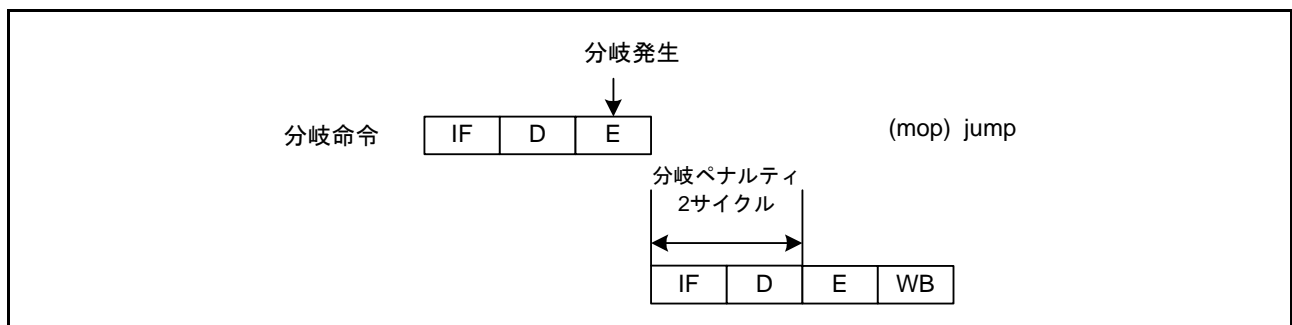 分岐発生
分岐命令 IF D E (mop) jump
分岐ペナルティ
2サイクル
IF D E WB